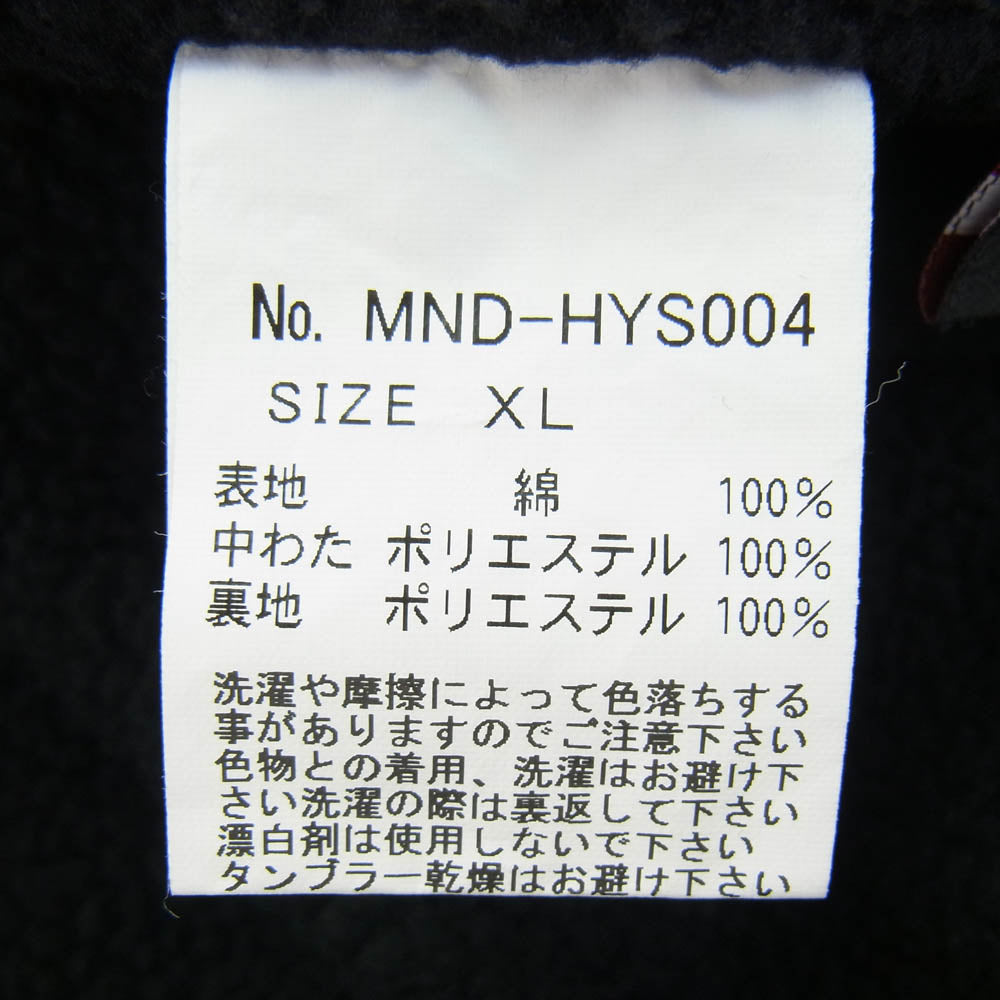 No. MND-HYS004
SIZE XL
表地 綿 100%
中わた ポリエステル 100%
裏地 ポリエステル 100%
洗濯や摩擦によって色落ちする
事がありますのでご注意下さい
色物との着用、洗濯はお避け下
さい洗濯の際は裏返して下さい
漂白剤は使用しないで下さい
タンブラー乾燥はお避け下さい